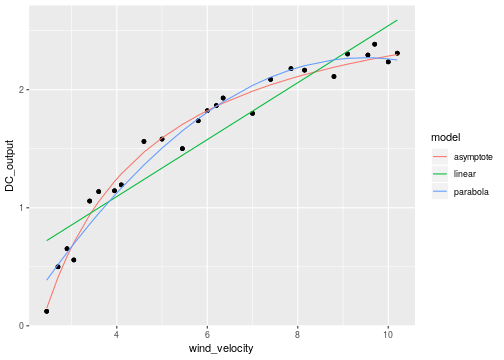 2
1
0
4
6
8
10
wind_velocity
DC_output
model
asymptote
linear
parabola